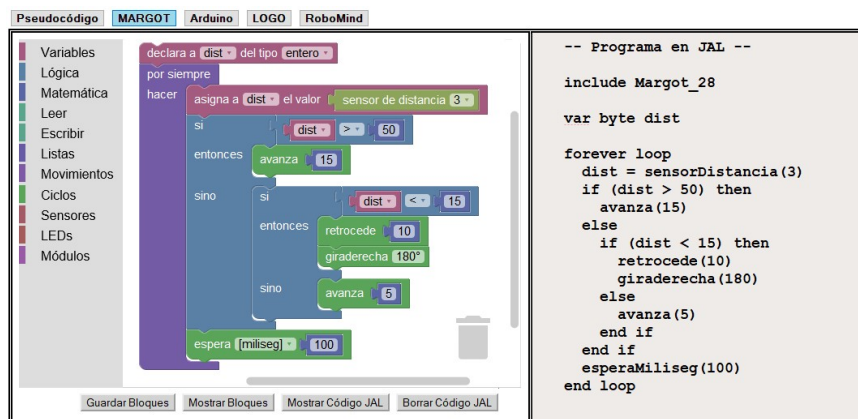 Pseudocódigo MARGOT Arduino LOGO RoboMind
Variables
Lógica
Matemática
Leer
Escribir
Listas
Movimientos
Ciclos
Sensores
LEDs
Módulos
declara a dist del tipo entero
por siempre
hacer
asigna a dist el valor sensor de distancia 3
si dist > 50
entonces avanza 15
sino si dist < 15
entonces retrocede 10
giraderecha 180°
sino avanza 5
espera [miliseg] 100
Guardar Bloques Mostrar Bloques Mostrar Código JAL Borrar Código JAL
-- Programa en JAL --
include Margot_28
var byte dist
forever loop
dist = sensorDistancia(3)
if (dist > 50) then
avanza(15)
else
if (dist < 15) then
retrocede(10)
giraderecha(180)
else
avanza(5)
end if
end if
esperaMiliseg(100)
end loop